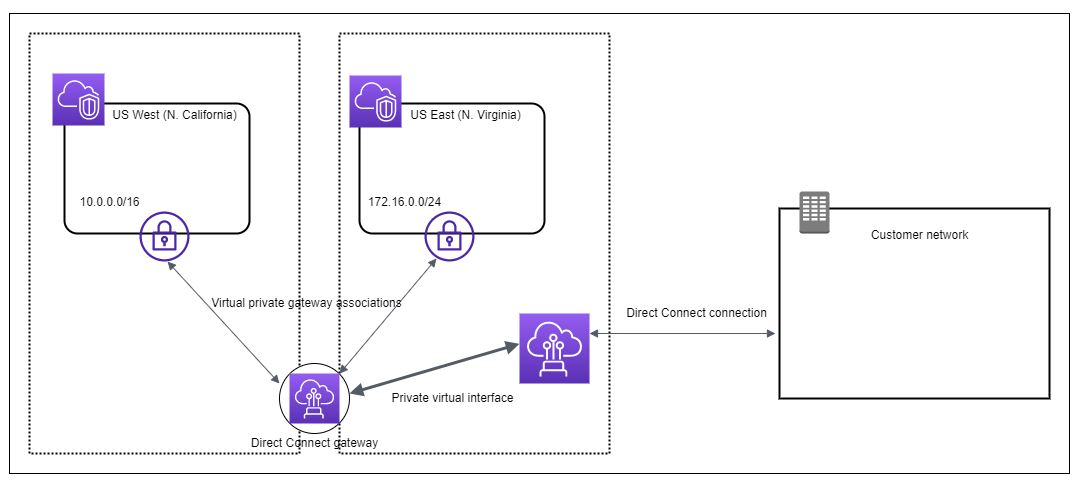 US West (N. California)
US East (N. Virginia)
10.0.0.0/16
172.16.0.0/24
Customer network
Virtual private gateway associations
Direct Connect connection
Private virtual interface
Direct Connect gateway